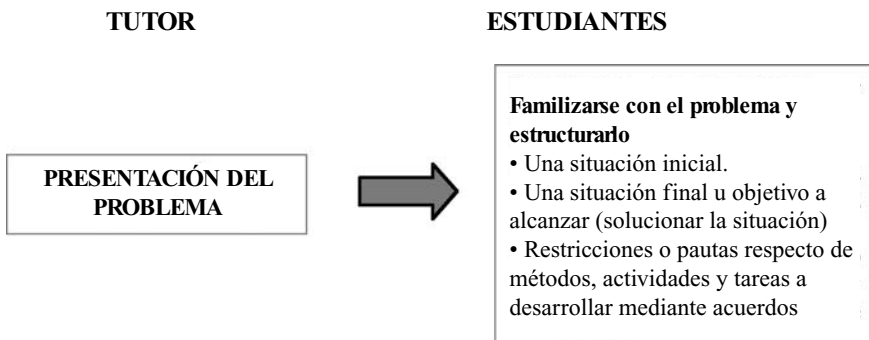 TUTOR
ESTUDIANTES
PRESENTACIÓN DEL
PROBLEMA
Familizarse con el problema y
estructurarlo
• Una situación inicial.
• Una situación final u objetivo a
alcanzar (solucionar la situación)
• Restricciones o pautas respecto de
métodos, actividades y tareas a
desarrollar mediante acuerdos